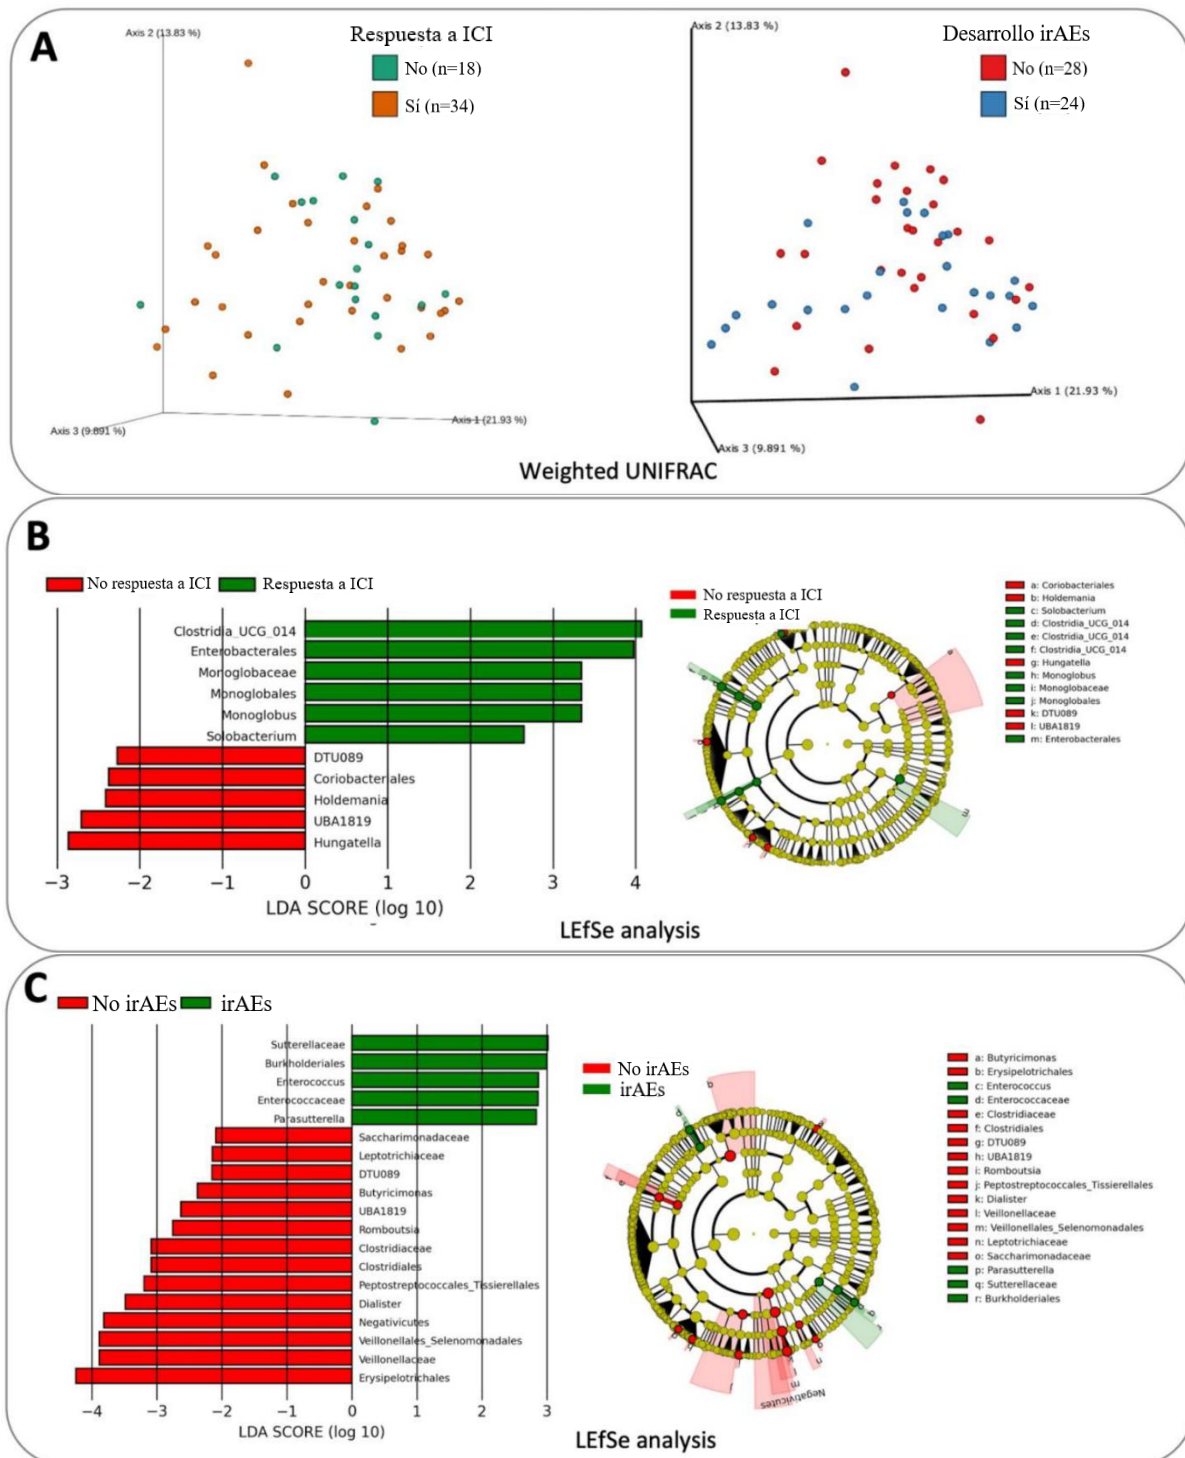 A
Axis 2 (13.83 %)
Respuesta a ICI
No (n=18)
Sí (n=34)
Axis 1 (21.93 %)
Axis 3 (9.891 %)
Axis 2 (13.83 %)
Desarrollo irAEs
No (n=28)
Sí (n=24)
Axis 1 (21.93 %)
Axis 3 (9.891 %)
Weighted UNIFRAC
B
No respuesta a ICI
Respuesta a ICI
Clostridia_UCG_014
Enterobacterales
Monoglobaceae
Monoglobales
Monoglobus
Solobacterium
DTU089
Coriobacteriales
Holdemania
UBA1819
Hungatella
−3 −2 −1 0 1 2 3 4
LDA SCORE (log 10)
No respuesta a ICI
Respuesta a ICI
a
m
a: Coriobacteriales
b: Holdemania
c: Solobacterium
d: Clostridia_UCG_014
e: Clostridia_UCG_014
f: Clostridia_UCG_014
g: Hungatella
h: Monoglobus
i: Monoglobaceae
j: Monoglobales
k: DTU089
l: UBA1819
m: Enterobacterales
LEfSe analysis
C
No irAEs
irAEs
Sutterellaceae
Burkholderiales
Enterococcus
Enterococcaceae
Parasutterella
Saccharimonadaceae
Leptotrichiaceae
DTU089
Butyricimonas
UBA1819
Romboutsia
Clostridiaceae
Clostridiales
Peptostreptococcales_Tissierellales
Dialister
Negativicutes
Veillonellales_Selenomonadales
Veillonellaceae
Erysipelotrichales
−4 −3 −2 −1 0 1 2 3
LDA SCORE (log 10)
No irAEs
irAEs
b
j
k
l
m
n
Negativicutes
a: Butyricimonas
b: Erysipelotrichales
c: Enterococcus
d: Enterococcaceae
e: Clostridiaceae
f: Clostridiales
g: DTU089
h: UBA1819
i: Romboutsia
j: Peptostreptococcales_Tissierellales
k: Dialister
l: Veillonellaceae
m: Veillonellales_Selenomonadales
n: Leptotrichiaceae
o: Saccharimonadaceae
p: Parasutterella
q: Sutterellaceae
r: Burkholderiales
LEfSe analysis